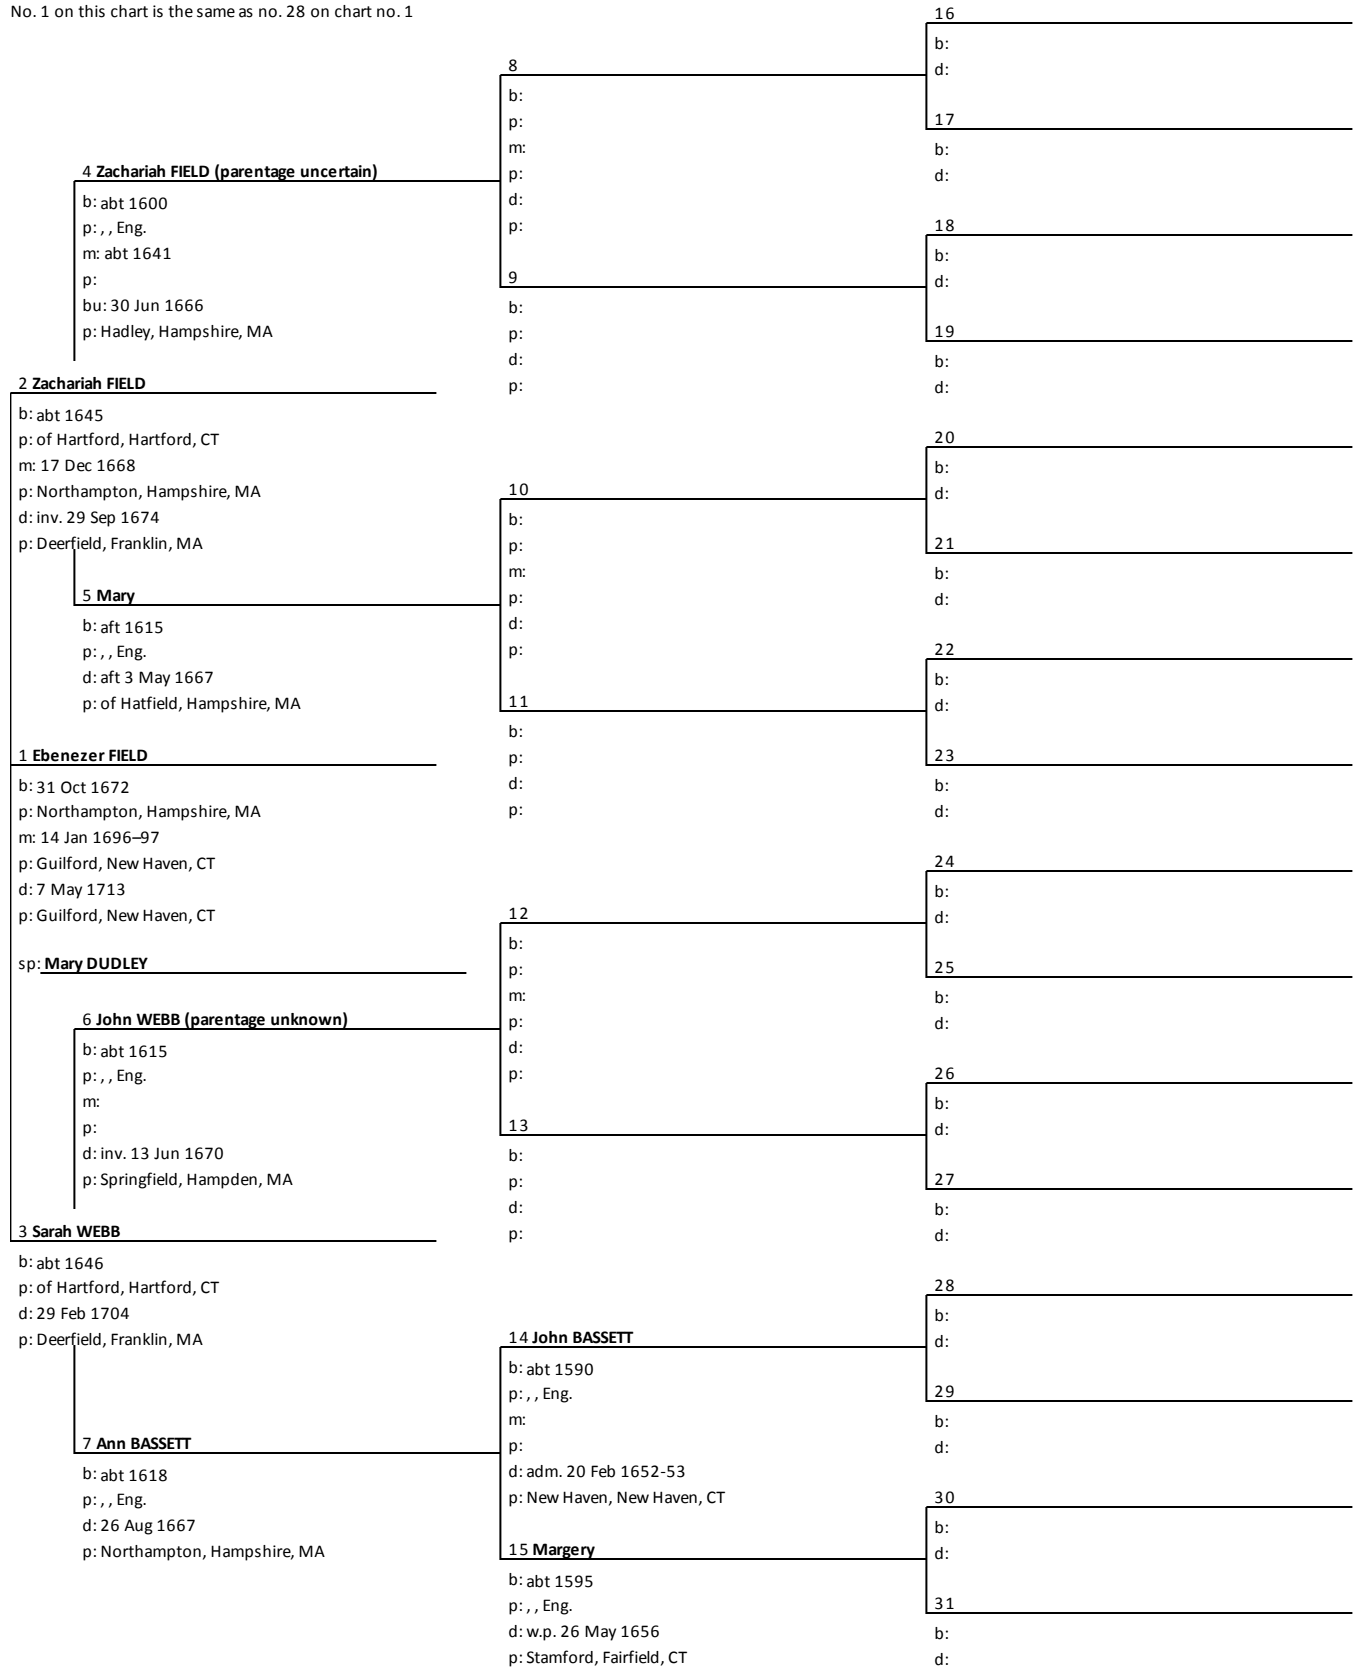 No. 1 on this chart is the same as no. 28 on chart no. 1
16
b:
d:
8
b:
p:
m:
p:
d:
p:
17
b:
d:
4 Zachariah FIELD (parentage uncertain)
b: abt 1600
p: , , Eng.
m: abt 1641
p:
bu: 30 Jun 1666
p: Hadley, Hampshire, MA
18
b:
d:
9
b:
p:
d:
p:
19
b:
d:
2 Zachariah FIELD
b: abt 1645
p: of Hartford, Hartford, CT
m: 17 Dec 1668
p: Northampton, Hampshire, MA
d: inv. 29 Sep 1674
p: Deerfield, Franklin, MA
20
b:
d:
10
b:
p:
m:
p:
d:
p:
21
b:
d:
5 Mary
b: aft 1615
p: , , Eng.
d: aft 3 May 1667
p: of Hatfield, Hampshire, MA
22
b:
d:
11
b:
p:
d:
p:
23
b:
d:
1 Ebenezer FIELD
b: 31 Oct 1672
p: Northampton, Hampshire, MA
m: 14 Jan 1696–97
p: Guilford, New Haven, CT
d: 7 May 1713
p: Guilford, New Haven, CT
sp: Mary DUDLEY
24
b:
d:
12
b:
p:
m:
p:
d:
p:
25
b:
d:
6 John WEBB (parentage unknown)
b: abt 1615
p: , , Eng.
m:
p:
d: inv. 13 Jun 1670
p: Springfield, Hampden, MA
26
b:
d:
13
b:
p:
d:
p:
27
b:
d:
3 Sarah WEBB
b: abt 1646
p: of Hartford, Hartford, CT
d: 29 Feb 1704
p: Deerfield, Franklin, MA
28
b:
d:
14 John BASSETT
b: abt 1590
p: , , Eng.
m:
p:
d: adm. 20 Feb 1652-53
p: New Haven, New Haven, CT
29
b:
d:
7 Ann BASSETT
b: abt 1618
p: , , Eng.
d: 26 Aug 1667
p: Northampton, Hampshire, MA
30
b:
d:
15 Margery
b: abt 1595
p: , , Eng.
d: w.p. 26 May 1656
p: Stamford, Fairfield, CT
31
b:
d: